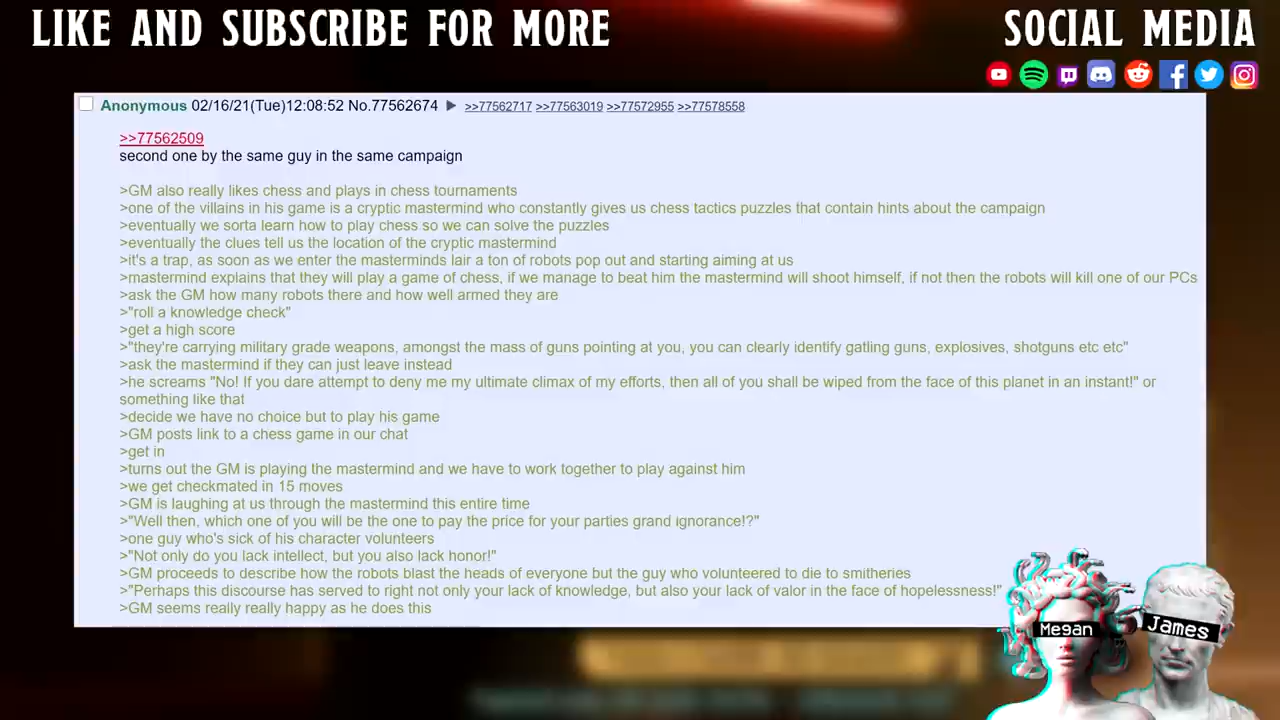 LIKE AND SUBSCRIBE FOR MORE
SOCIAL MEDIA
Anonymous 02/16/21(Tue)12:08:52 No.77562674 ▶ >>77562717 >>77563019 >>77572955 >>77578558
>>77562509
second one by the same guy in the same campaign
>GM also really likes chess and plays in chess tournaments
>one of the villains in his game is a cryptic mastermind who constantly gives us chess tactics puzzles that contain hints about the campaign
>eventually we sorta learn how to play chess so we can solve the puzzles
>eventually the clues tell us the location of the cryptic mastermind
>it's a trap, as soon as we enter the masterminds lair a ton of robots pop out and starting aiming at us
>mastermind explains that they will play a game of chess, if we manage to beat him the mastermind will shoot himself, if not then the robots will kill one of our PCs
>ask the GM how many robots there and how well armed they are
>"roll a knowledge check"
>get a high score
>"they're carrying military grade weapons, amongst the mass of guns pointing at you, you can clearly identify gatling guns, explosives, shotguns etc etc"
>ask the mastermind if they can just leave instead
>he screams "No! If you dare attempt to deny me my ultimate climax of my efforts, then all of you shall be wiped from the face of this planet in an instant!" or
something like that
>decide we have no choice but to play his game
>GM posts link to a chess game in our chat
>get in
>turns out the GM is playing the mastermind and we have to work together to play against him
>we get checkmated in 15 moves
>GM is laughing at us through the mastermind this entire time
>"Well then, which one of you will be the one to pay the price for your parties grand ignorance!?"
>one guy who's sick of his character volunteers
>"Not only do you lack intellect, but you also lack honor!"
>GM proceeds to describe how the robots blast the heads of everyone but the guy who volunteered to die to smitheries
>"Perhaps this discourse has served to right not only your lack of knowledge, but also your lack of valor in the face of hopelessness!"
>GM seems really really happy as he does this
Megan
James